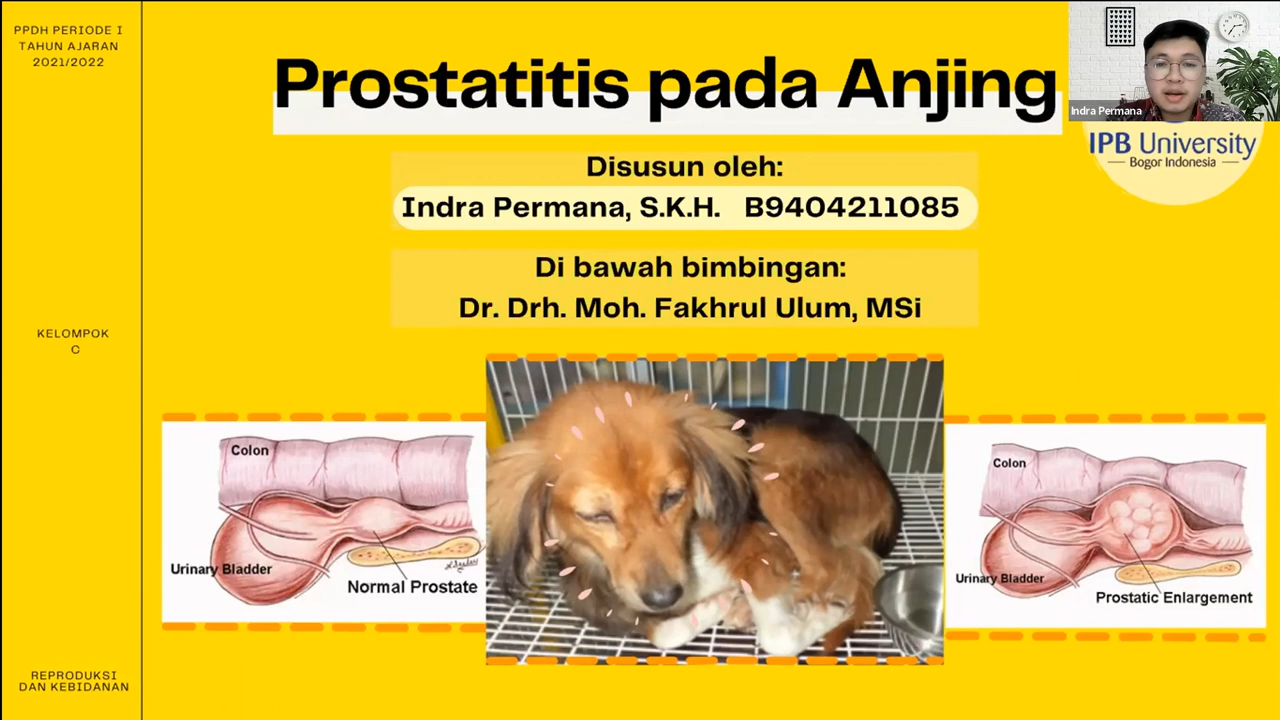 PPDH PERIODE I
TAHUN AJARAN
2021/2022
Prostatitis pada Anjing
Indra Permana
IPB University
Bogor Indonesia
Disusun oleh:
Indra Permana, S.K.H. B9404211085
Di bawah bimbingan:
Dr. Drh. Moh. Fakhrul Ulum, MSi
KELOMPOK
C
Colon
Urinary Bladder
Normal Prostate
Colon
Urinary Bladder
Prostatic Enlargement
REPRODUKSI
DAN KEBIDANAN